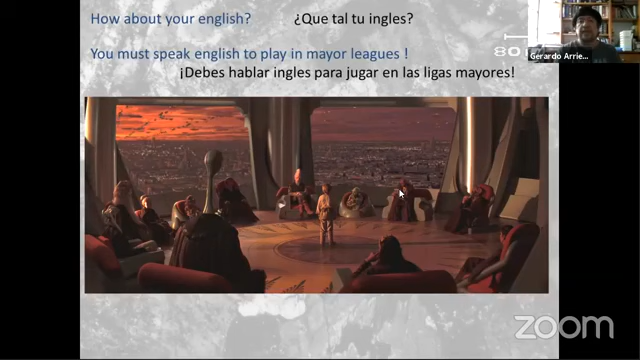 How about your english? ¿Que tal tu ingles?
You must speak english to play in mayor leagues !
¡Debes hablar ingles para jugar en las ligas mayores!
Gerardo Arrie...
zoom